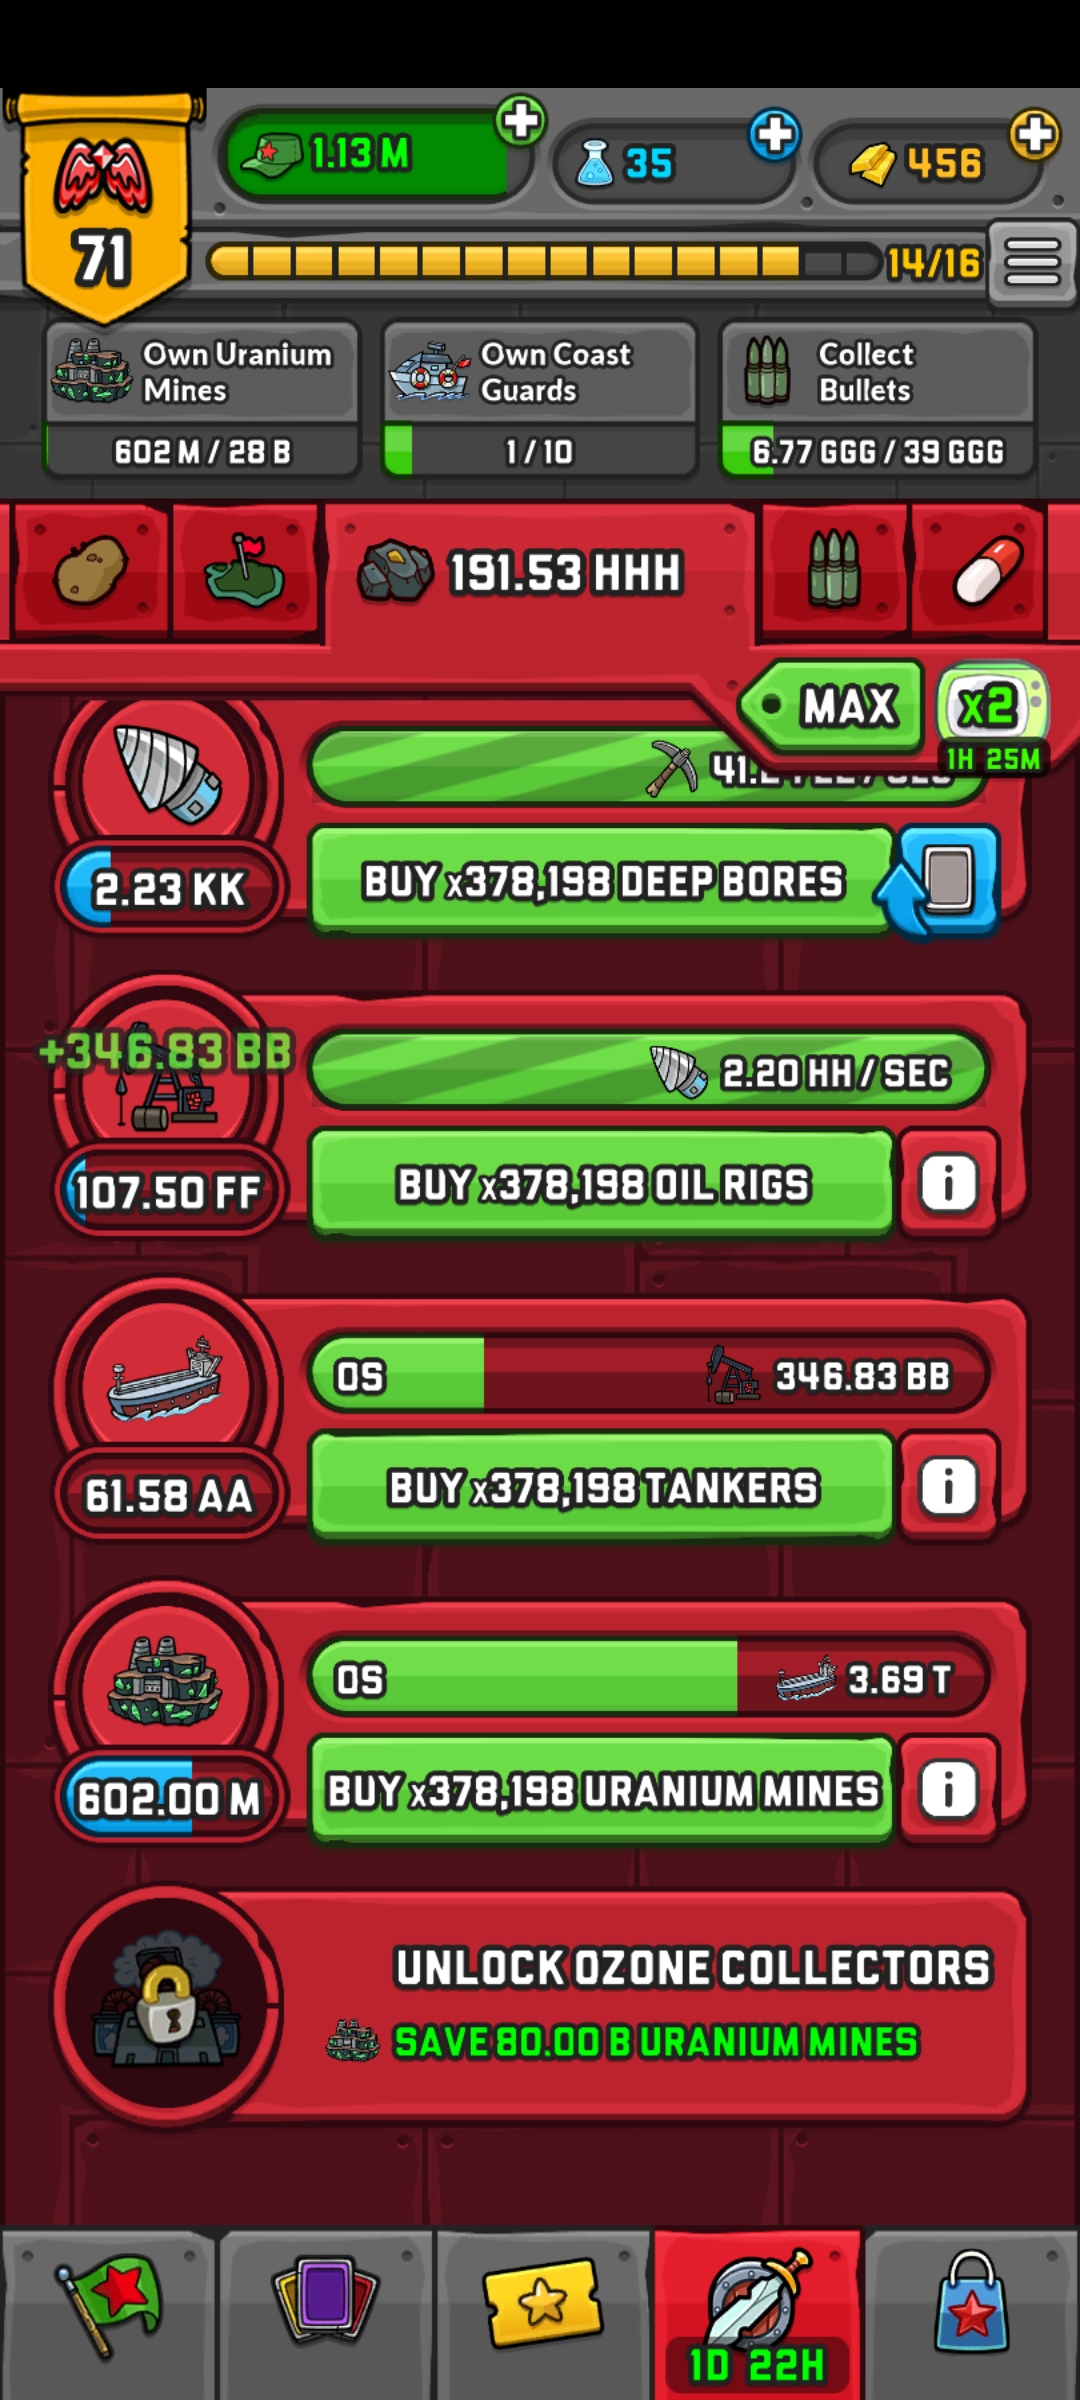 1.13 M
35
456
71
14/16
Own Uranium
Mines
602 M / 28 B
Own Coast
Guards
1 / 10
Collect
Bullets
6.77 GGG / 39 GGG
191.53 HHH
MAX
x2
1H 25M
2.23 KK
BUY x378,198 DEEP BORES
+346.83 BB
2.20 HH / SEC
107.50 FF
BUY x378,198 OIL RIGS
i
0S
346.83 BB
61.58 AA
BUY x378,198 TANKERS
i
0S
3.69 T
602.00 M
BUY x378,198 URANIUM MINES
i
UNLOCK OZONE COLLECTORS
SAVE 80.00 B URANIUM MINES
1D 22H